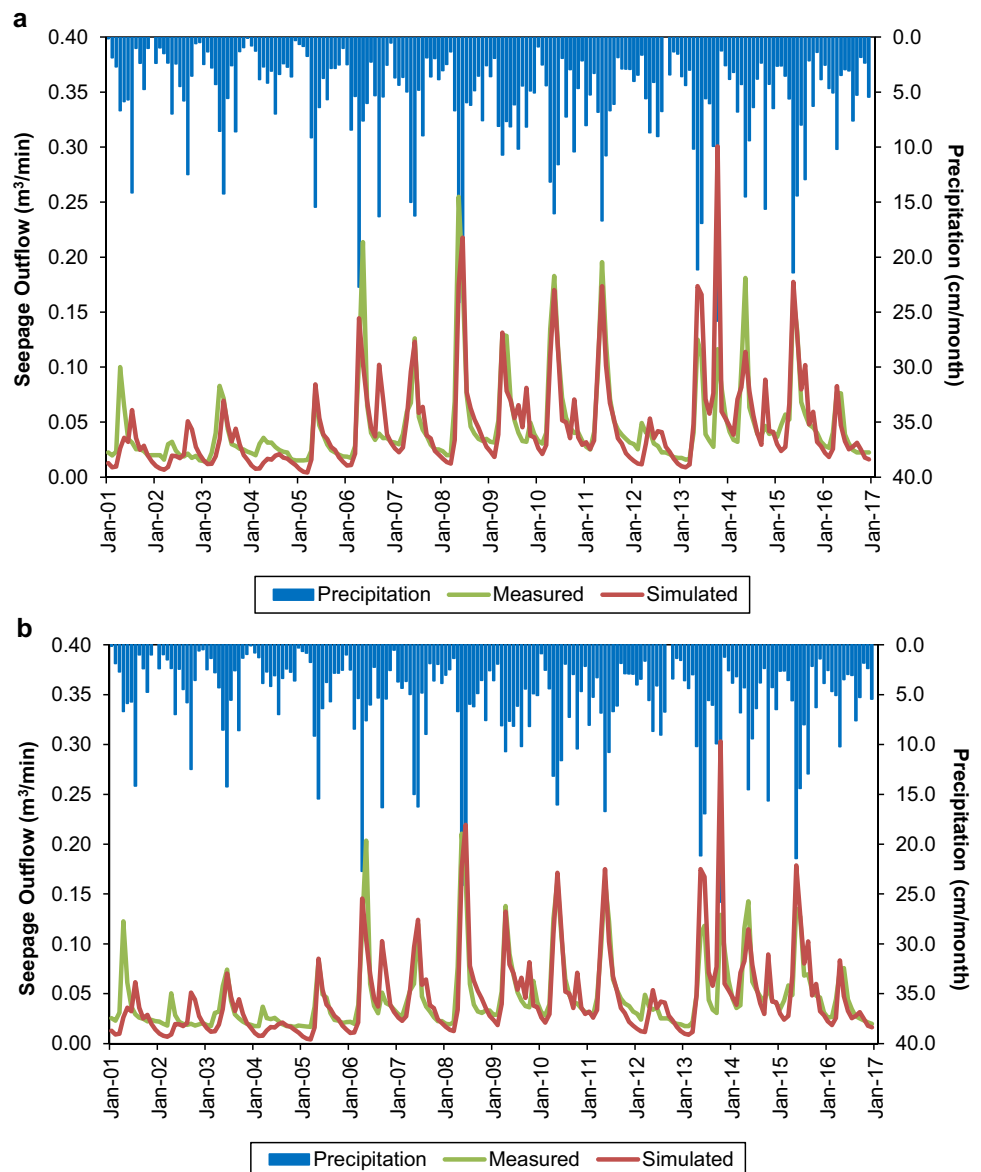 a
0.40
0.35
0.30
0.25
0.20
0.15
0.10
0.05
0.00
Seepage Outflow (m³/min)
0.0
5.0
10.0
15.0
20.0
25.0
30.0
35.0
40.0
Precipitation (cm/month)
Jan-01
Jan-02
Jan-03
Jan-04
Jan-05
Jan-06
Jan-07
Jan-08
Jan-09
Jan-10
Jan-11
Jan-12
Jan-13
Jan-14
Jan-15
Jan-16
Jan-17
Precipitation Measured Simulated
b
0.40
0.35
0.30
0.25
0.20
0.15
0.10
0.05
0.00
Seepage Outflow (m³/min)
0.0
5.0
10.0
15.0
20.0
25.0
30.0
35.0
40.0
Precipitation (cm/month)
Jan-01
Jan-02
Jan-03
Jan-04
Jan-05
Jan-06
Jan-07
Jan-08
Jan-09
Jan-10
Jan-11
Jan-12
Jan-13
Jan-14
Jan-15
Jan-16
Jan-17
Precipitation Measured Simulated